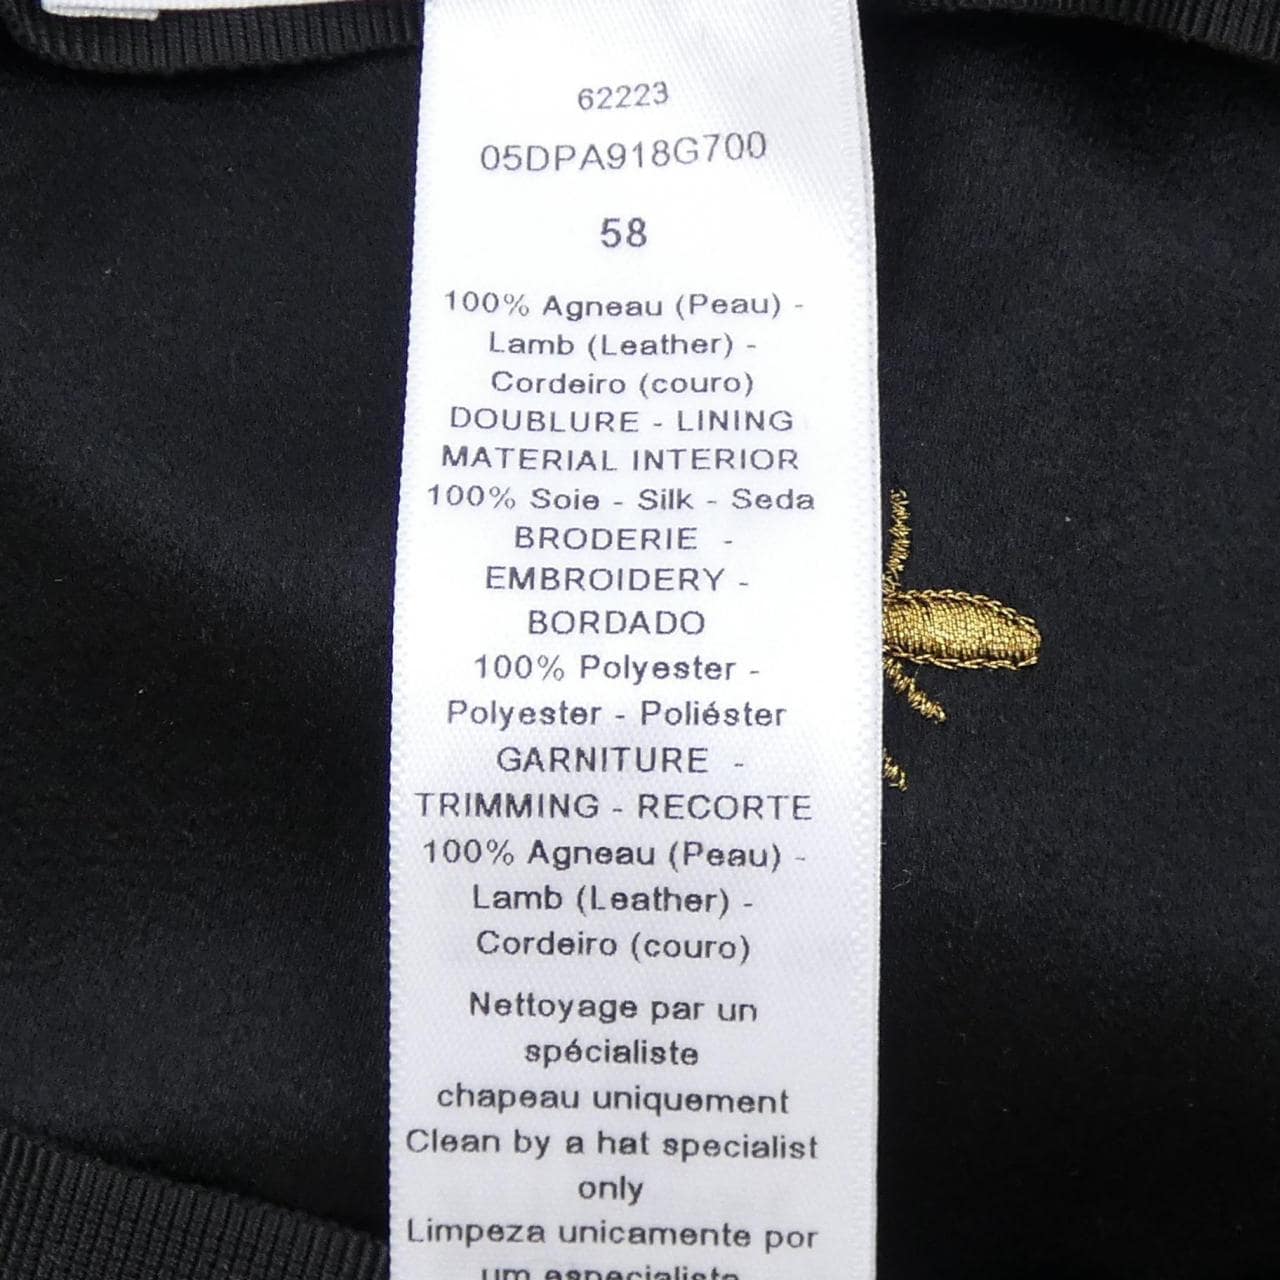 62223
05DPA918G700
58
100% Agneau (Peau) -
Lamb (Leather) -
Cordeiro (couro)
DOUBLURE - LINING
MATERIAL INTERIOR
100% Soie - Silk - Seda
BRODERIE -
EMBROIDERY -
BORDADO
100% Polyester -
Polyester - Poliéster
GARNITURE -
TRIMMING - RECORTE
100% Agneau (Peau) -
Lamb (Leather) -
Cordeiro (couro)
Nettoyage par un
spécialiste
chapeau uniquement
Clean by a hat specialist
only
Limpeza unicamente por
um especialista